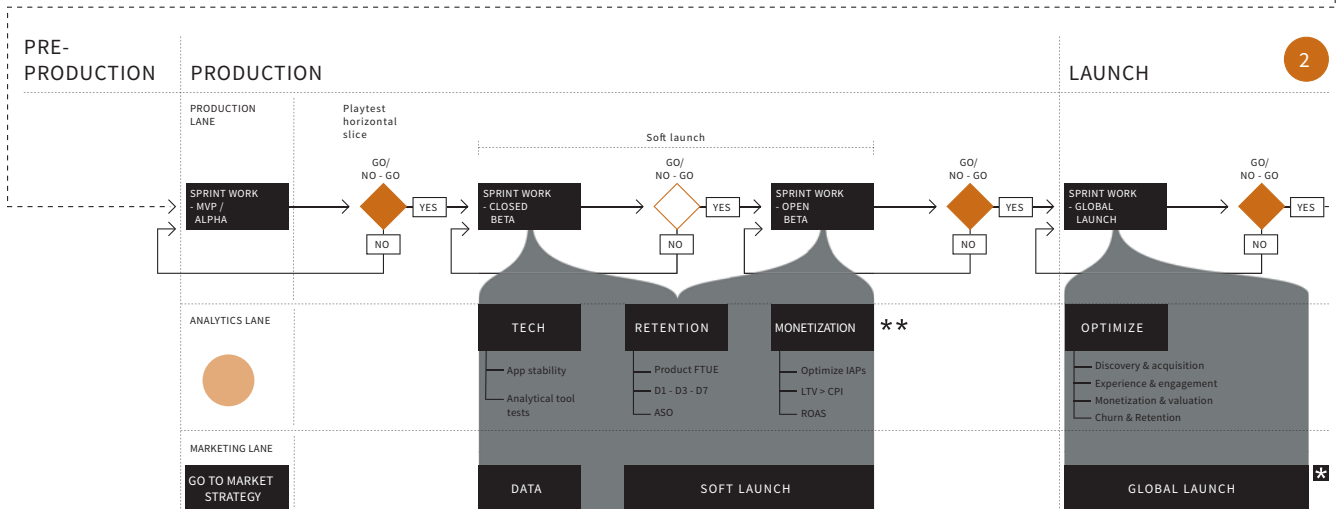 PRE-
PRODUCTION
PRODUCTION
LAUNCH
2
PRODUCTION
LANE
Playtest
horizontal
slice
Soft launch
GO/
NO - GO
GO/
NO - GO
GO/
NO - GO
GO/
NO - GO
SPRINT WORK
- MVP /
ALPHA
YES
SPRINT WORK
- CLOSED
BETA
YES
SPRINT WORK
- OPEN
BETA
YES
SPRINT WORK
- GLOBAL
LAUNCH
YES
NO
NO
NO
NO
ANALYTICS LANE
TECH
RETENTION
MONETIZATION
**
OPTIMIZE
App stability
Analytical tool
tests
Product FTUE
D1 - D3 - D7
ASO
Optimize IAPs
LTV > CPI
ROAS
Discovery & acquisition
Experience & engagement
Monetization & valuation
Churn & Retention
MARKETING LANE
GO TO MARKET
STRATEGY
DATA
SOFT LAUNCH
GLOBAL LAUNCH
*